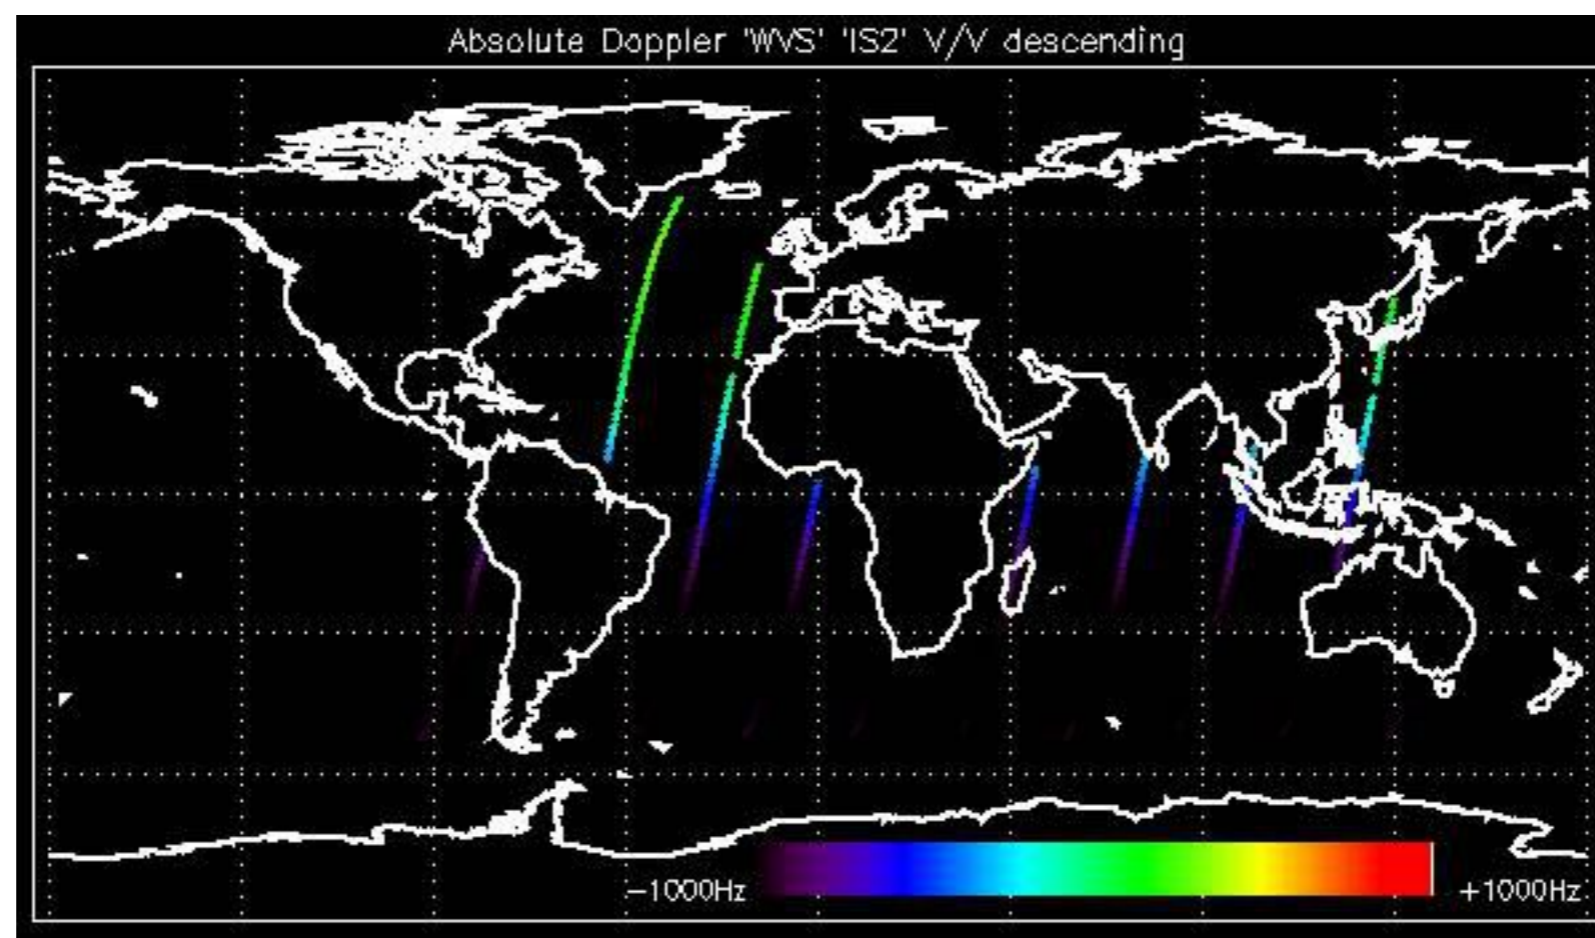 Absolute Doppler 'WVS' 'IS2' V/V descending
−1000Hz
+1000Hz